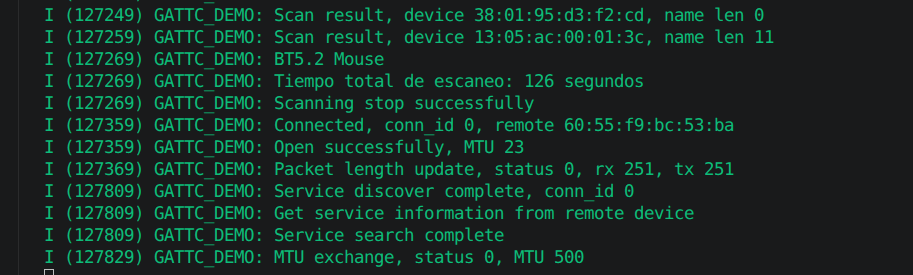 I (127249) GATTC_DEMO: Scan result, device 38:01:95:d3:f2:cd, name len 0
I (127259) GATTC_DEMO: Scan result, device 13:05:ac:00:01:3c, name len 11
I (127269) GATTC_DEMO: BT5.2 Mouse
I (127269) GATTC_DEMO: Tiempo total de escaneo: 126 segundos
I (127269) GATTC_DEMO: Scanning stop successfully
I (127359) GATTC_DEMO: Connected, conn_id 0, remote 60:55:f9:bc:53:ba
I (127359) GATTC_DEMO: Open successfully, MTU 23
I (127369) GATTC_DEMO: Packet length update, status 0, rx 251, tx 251
I (127809) GATTC_DEMO: Service discover complete, conn_id 0
I (127809) GATTC_DEMO: Get service information from remote device
I (127809) GATTC_DEMO: Service search complete
I (127829) GATTC_DEMO: MTU exchange, status 0, MTU 500